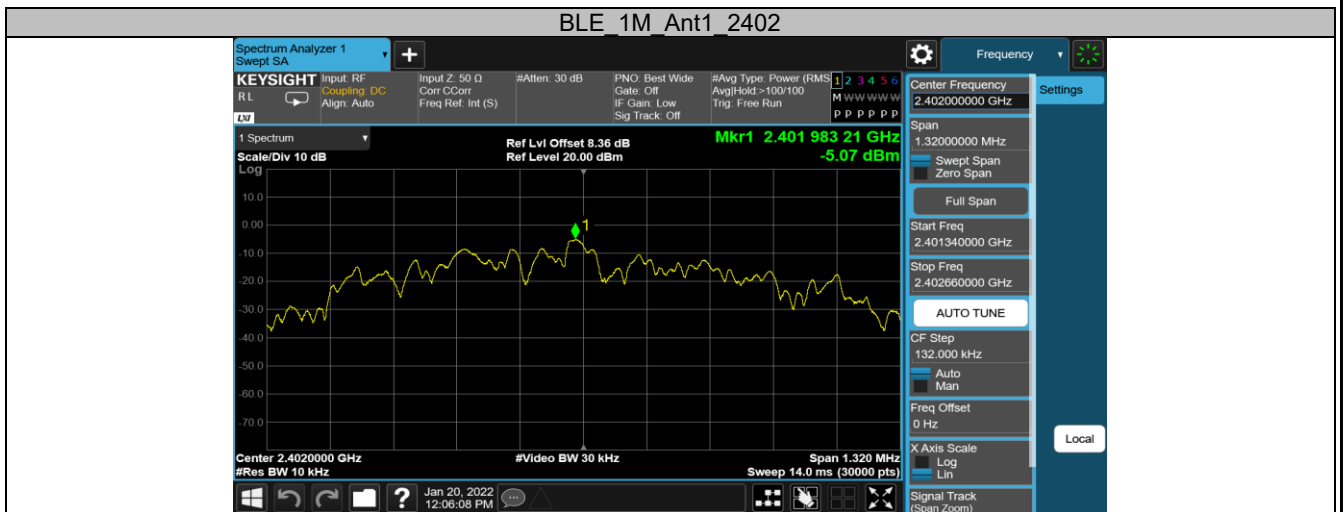 BLE_1M_Ant1_2402
Spectrum Analyzer 1
Swept SA
+
Frequency
KEYSIGHT
R L
LXI
Input: RF
Coupling: DC
Align: Auto
Input Z: 50 Ω
Corr CCorr
Freq Ref: Int (S)
#Atten: 30 dB
PNO: Best Wide
Gate: Off
IF Gain: Low
Sig Track: Off
#Avg Type: Power (RMS
Avg|Hold:>100/100
Trig: Free Run
1 2 3 4 5 6
M W W W W W
P P P P P P
1 Spectrum
Scale/Div 10 dB
Log
Ref Lvl Offset 8.36 dB
Ref Level 20.00 dBm
Mkr1 2.401 983 21 GHz
-5.07 dBm
10.0
0.00
-10.0
-20.0
-30.0
-40.0
-50.0
-60.0
-70.0
1
Center 2.4020000 GHz
#Res BW 10 kHz
#Video BW 30 kHz
Span 1.320 MHz
Sweep 14.0 ms (30000 pts)
Center Frequency
2.402000000 GHz
Span
1.32000000 MHz
Swept Span
Zero Span
Full Span
Start Freq
2.401340000 GHz
Stop Freq
2.402660000 GHz
AUTO TUNE
CF Step
132.000 kHz
Auto
Man
Freq Offset
0 Hz
X Axis Scale
Log
Lin
Signal Track
(Span Zoom)
Settings
Local
?
Jan 20, 2022
12:06:08 PM